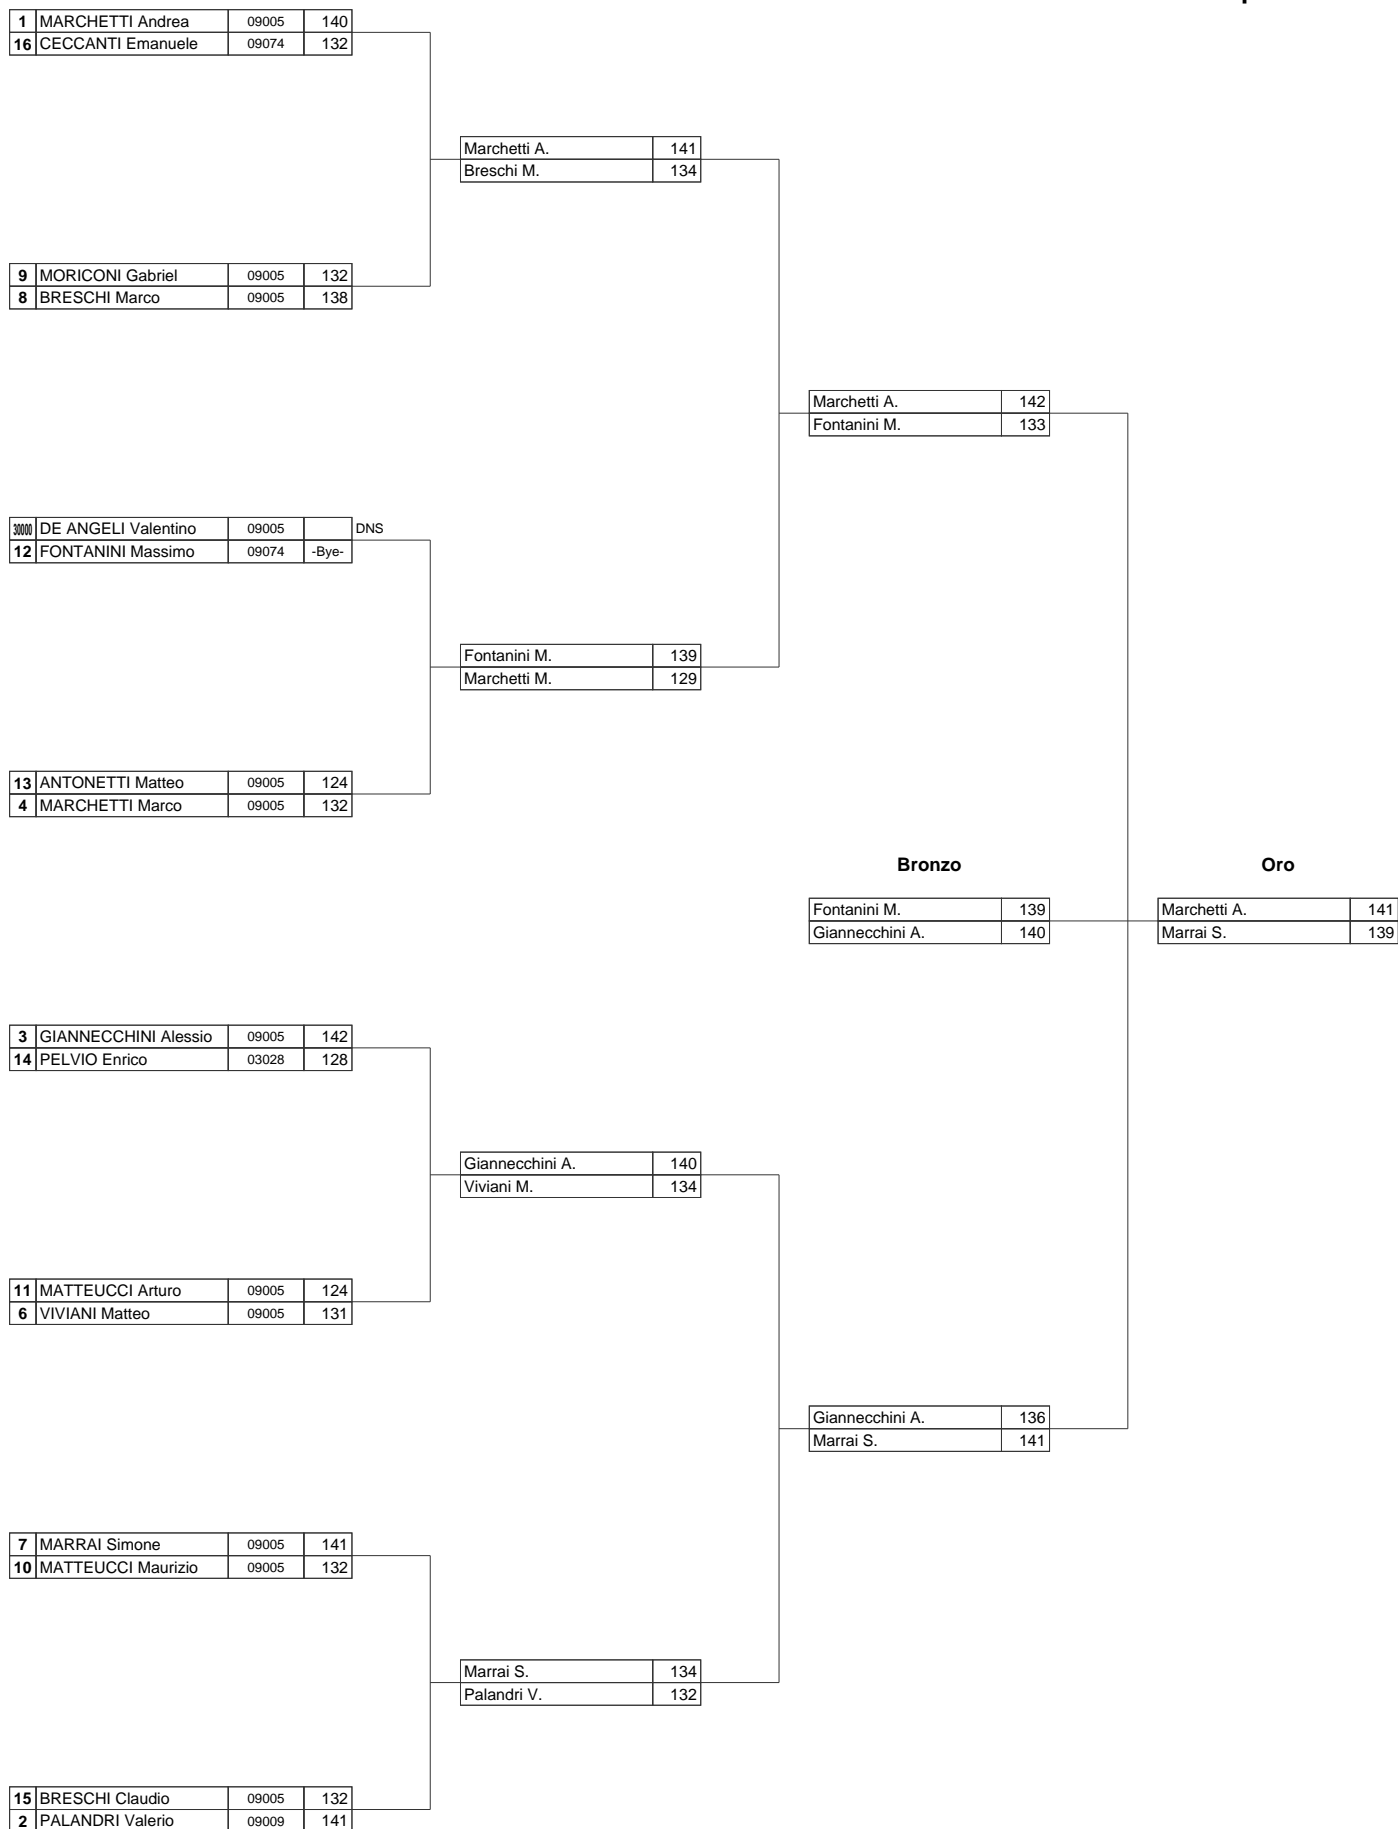 1 MARCHETTI Andrea 09005 140
16 CECCANTI Emanuele 09074 132
Marchetti A. 141
Breschi M. 134
9 MORICONI Gabriel 09005 132
8 BRESCHI Marco 09005 138
Marchetti A. 142
Fontanini M. 133
30000 DE ANGELI Valentino 09005 DNS
12 FONTANINI Massimo 09074 -Bye-
Fontanini M. 139
Marchetti M. 129
13 ANTONETTI Matteo 09005 124
4 MARCHETTI Marco 09005 132
Bronzo Oro
Fontanini M. 139 Marchetti A. 141
Giannecchini A. 140 Marrai S. 139
3 GIANNECCHINI Alessio 09005 142
14 PELVIO Enrico 03028 128
Giannecchini A. 140
Viviani M. 134
11 MATTEUCCI Arturo 09005 124
6 VIVIANI Matteo 09005 131
Giannecchini A. 136
Marrai S. 141
7 MARRAI Simone 09005 141
10 MATTEUCCI Maurizio 09005 132
Marrai S. 134
Palandri V. 132
15 BRESCHI Claudio 09005 132
2 PALANDRI Valerio 09009 141